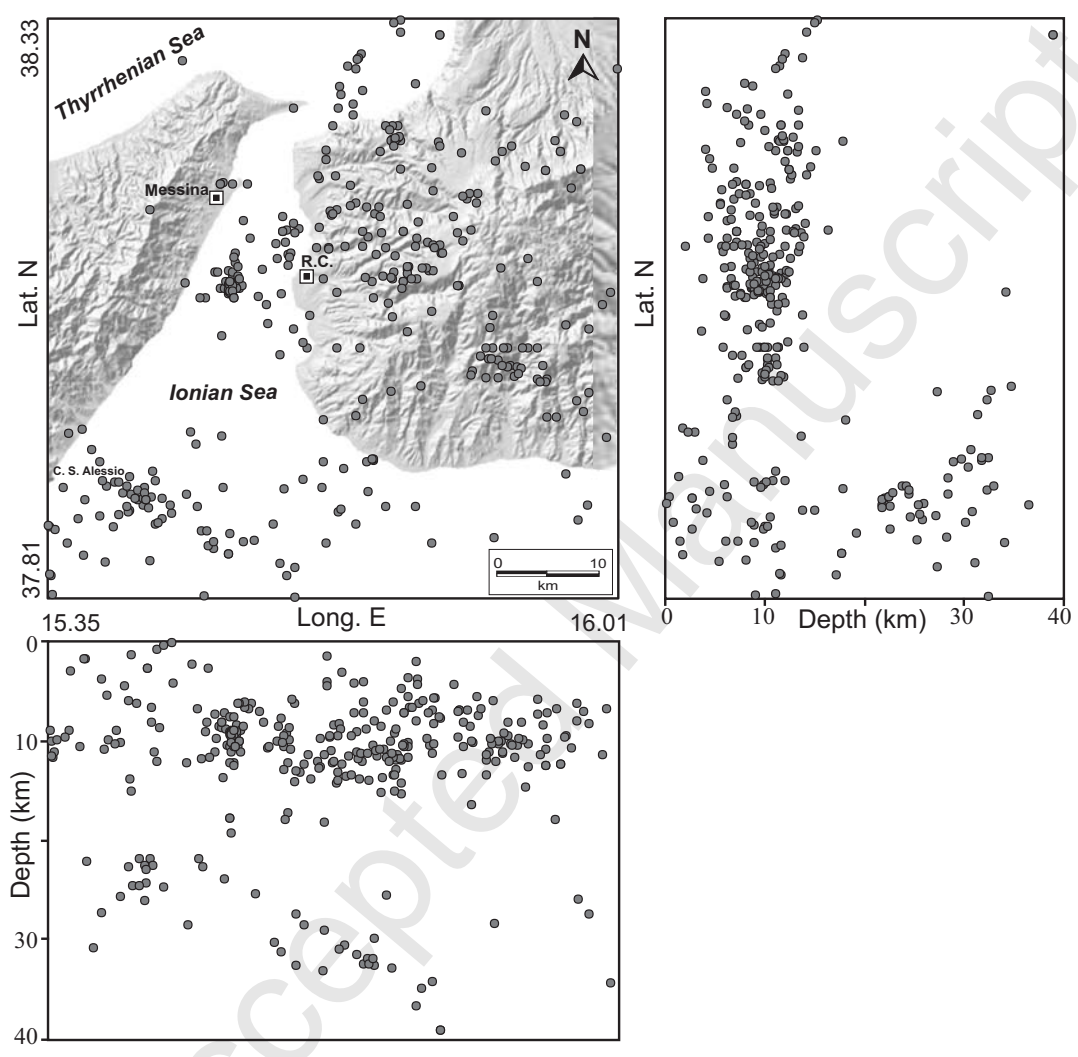 38.33
Thyrrhenian Sea
N
Messina
R.C.
Lat. N
Ionian Sea
C. S. Alessio
37.81
0 10
km
15.35 Long. E 16.01
Lat. N
0 10 20 30 40
Depth (km)
0
10
30
40
Depth (km)
Accepted Manuscript